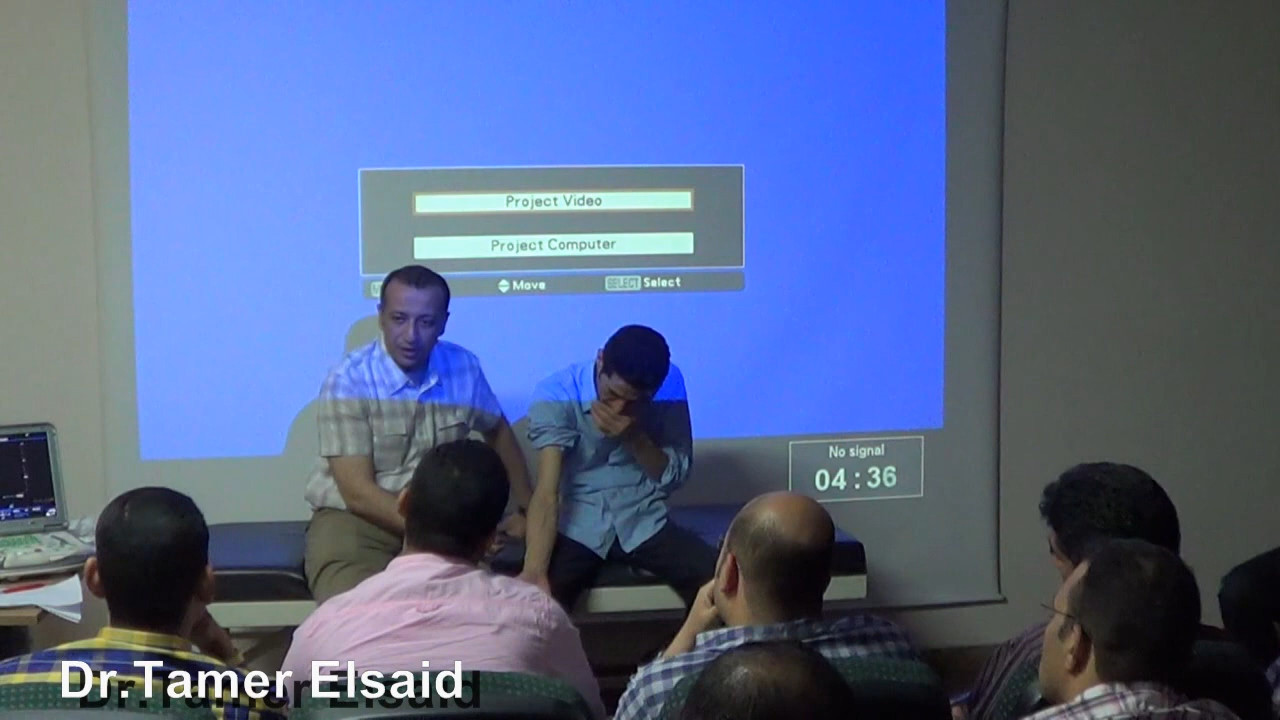 Project Video
Project Computer
Move
SELECT Select
No signal
04:36
Dr.Tamer Elsaid